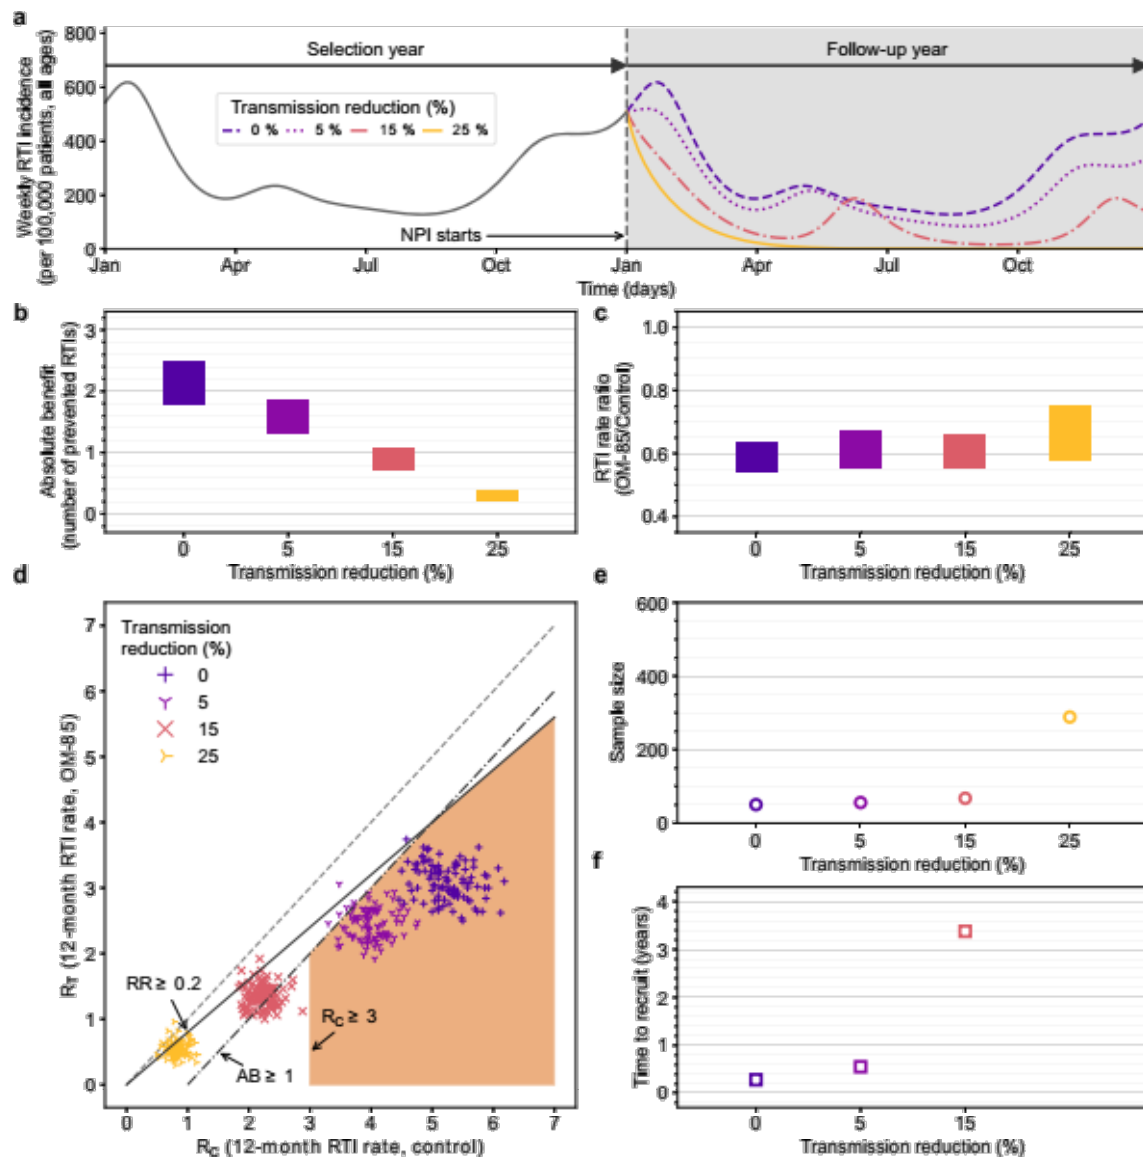 a
800
600
400
200
0
Weekly RTI incidence
(per 100,000 patients, all ages)
Selection year
Follow-up year
Transmission reduction (%)
0 % 5 % 15 % 25 %
NPI starts
Jan Apr Jul Oct Jan Apr Jul Oct
Time (days)
b
3
2
1
0
Absolute benefit
(number of prevented RTIs)
0 5 15 25
Transmission reduction (%)
c
1.0
0.8
0.6
0.4
RTI rate ratio
(OM-85/Control)
0 5 15 25
Transmission reduction (%)
d
7
6
5
4
3
2
1
0
R_T (12-month RTI rate, OM-85)
Transmission
reduction (%)
0
5
15
25
RR ≥ 0.2
R_C ≥ 3
AB ≥ 1
0 1 2 3 4 5 6 7
R_C (12-month RTI rate, control)
e
600
400
200
0
Sample size
0 5 15 25
Transmission reduction (%)
f
4
3
2
1
0
Time to recruit (years)
0 5 15
Transmission reduction (%)